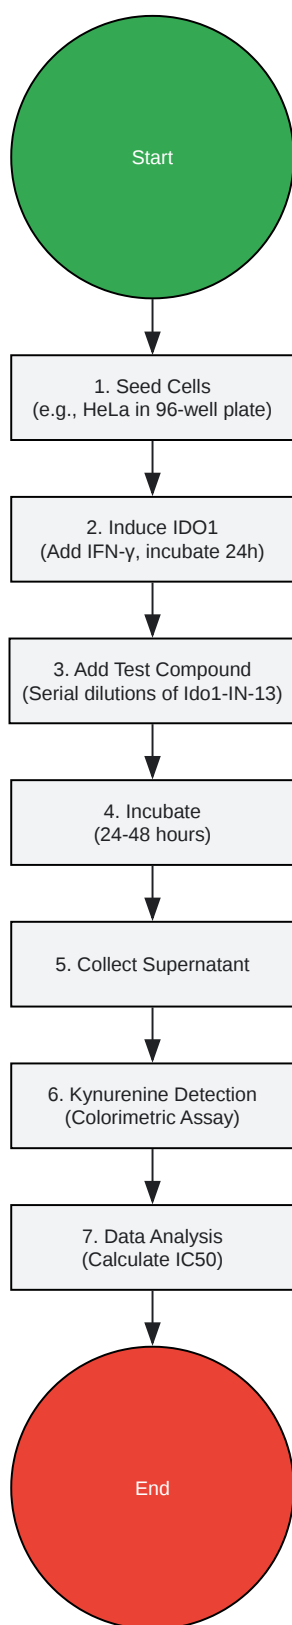 Start
1. Seed Cells
(e.g., HeLa in 96-well plate)
2. Induce IDO1
(Add IFN-γ, incubate 24h)
3. Add Test Compound
(Serial dilutions of Ido1-IN-13)
4. Incubate
(24-48 hours)
5. Collect Supernatant
6. Kynurenine Detection
(Colorimetric Assay)
7. Data Analysis
(Calculate IC50)
End